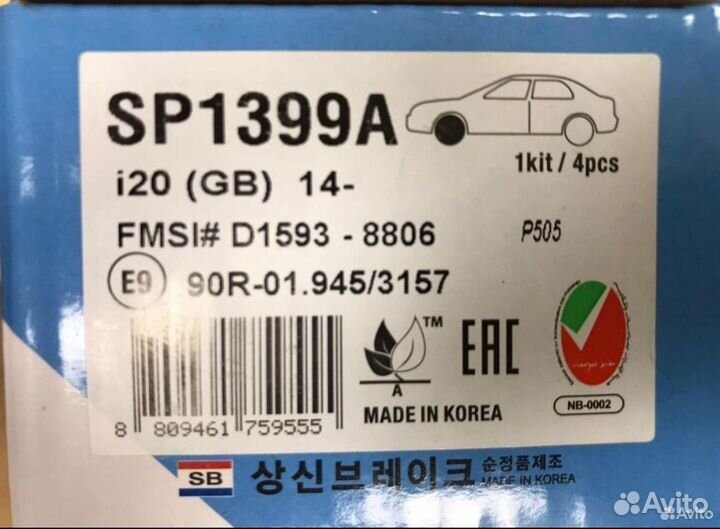 SP1399A
1kit / 4pcs
i20 (GB) 14-
FMSI# D1593 - 8806
P505
E9 90R-01.945/3157
TM
A
EAC
MADE IN KOREA
NB-0002
8 809461 759555
SB 상신브레이크 순정품제조
MADE IN KOREA
Avito
Avito